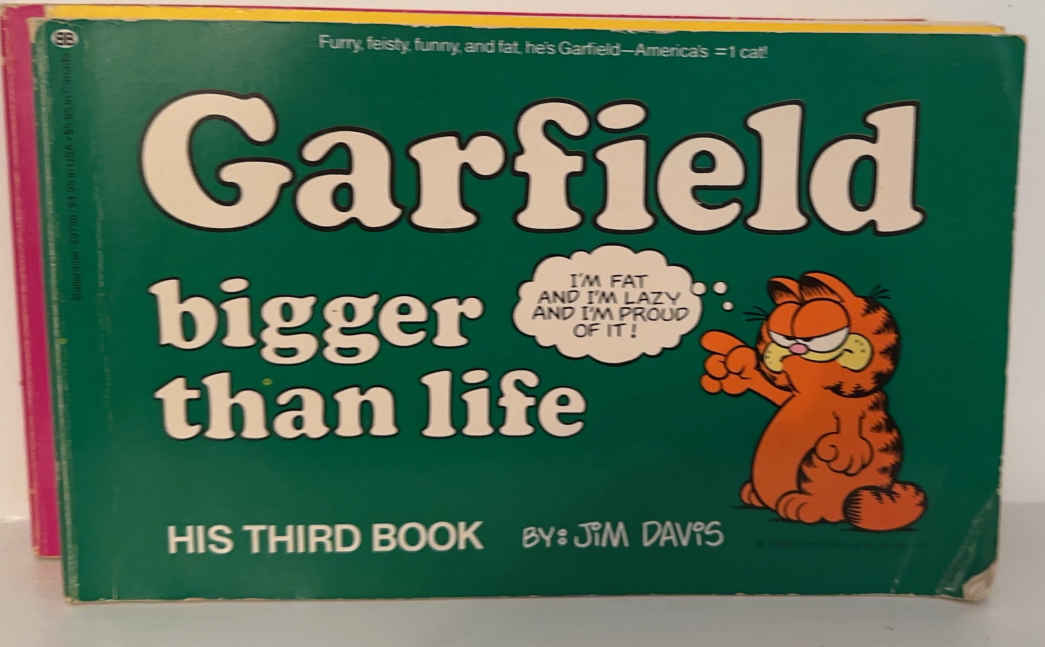 Furry, feisty, funny, and fat, he's Garfield—America's #1 cat!
Garfield
bigger
than life
I'M FAT
AND I'M LAZY
AND I'M PROUD
OF IT!
HIS THIRD BOOK BY: JIM DAVIS